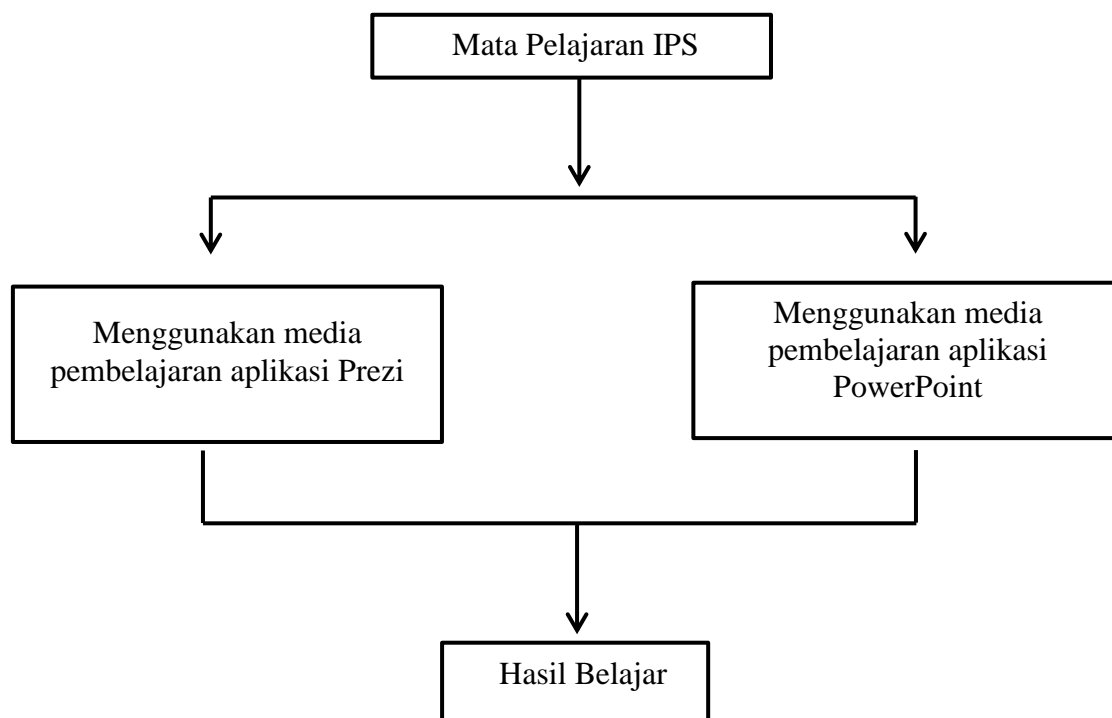 Mata Pelajaran IPS
Menggunakan media
pembelajaran aplikasi Prezi
Menggunakan media
pembelajaran aplikasi
PowerPoint
Hasil Belajar